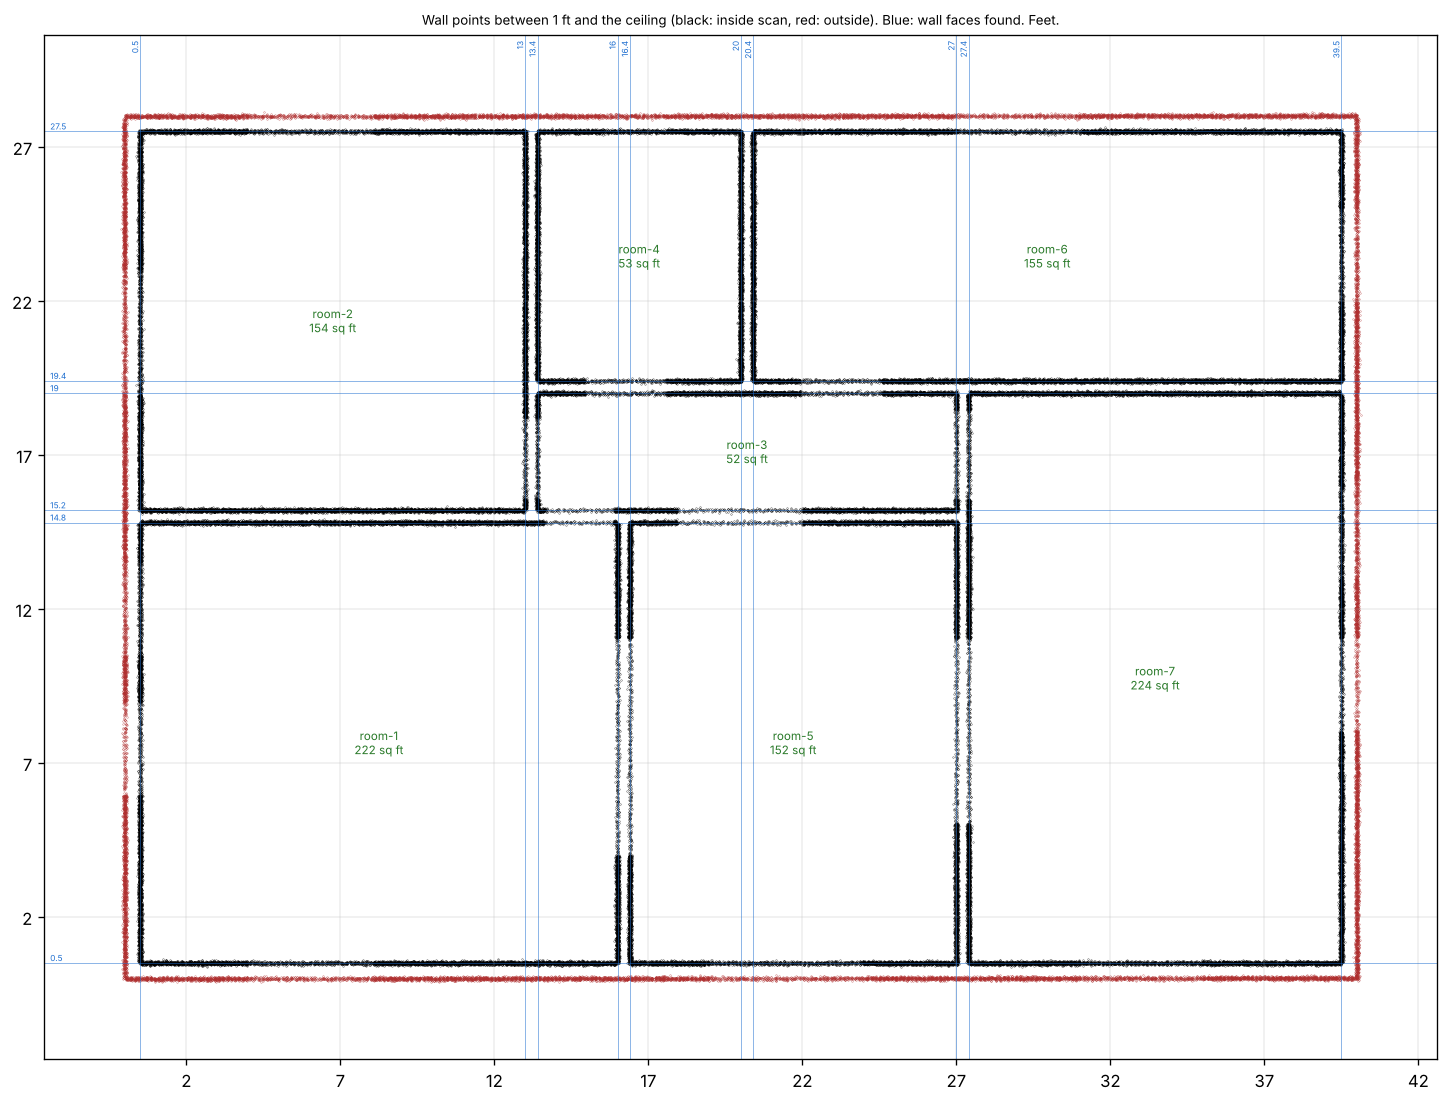 Wall points between 1 ft and the ceiling (black: inside scan, red: outside). Blue: wall faces found. Feet.
0.5
13
13.4
16
16.4
20
20.4
27
27.4
39.5
27.5
27
room-4
53 sq ft
room-6
155 sq ft
22
room-2
154 sq ft
19.4
19
17
room-3
52 sq ft
15.2
14.8
12
room-7
224 sq ft
room-1
222 sq ft
room-5
152 sq ft
7
2
0.5
2
7
12
17
22
27
32
37
42